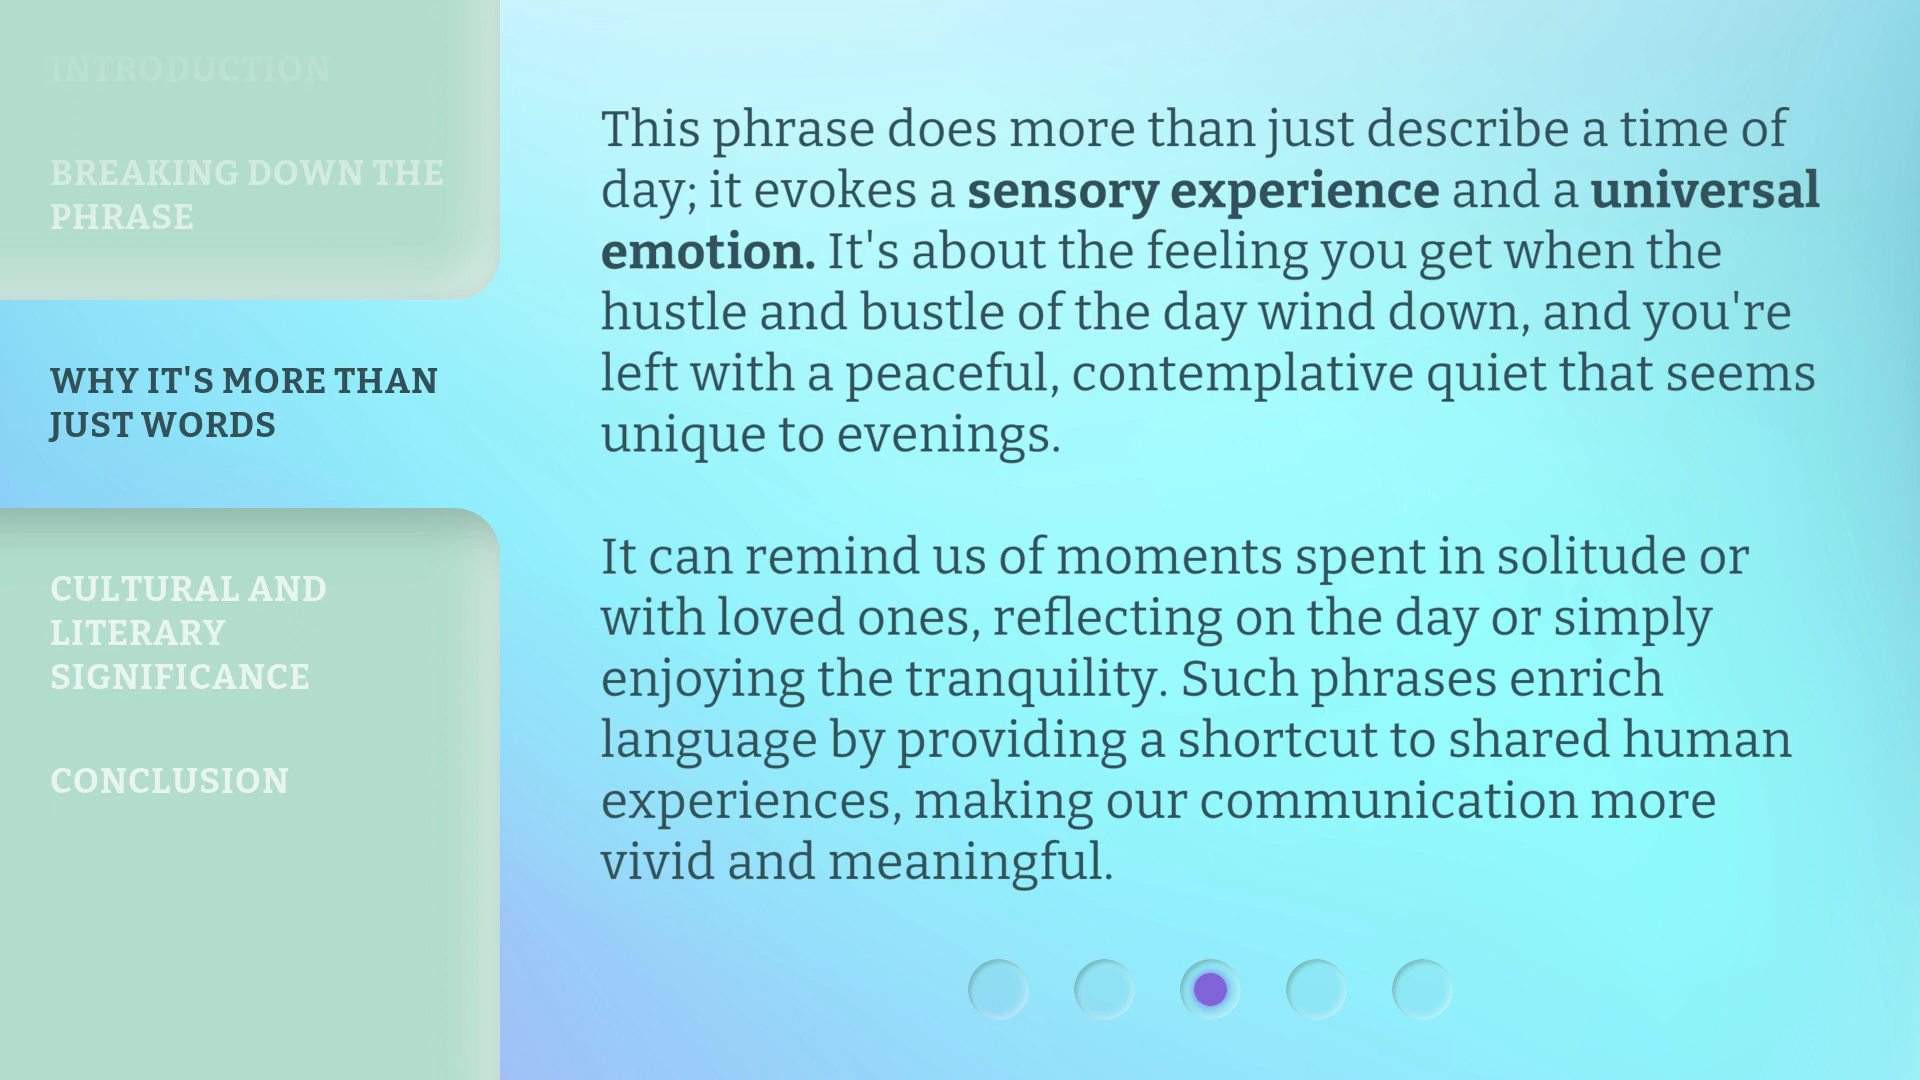 INTRODUCTION
BREAKING DOWN THE
PHRASE
WHY IT'S MORE THAN
JUST WORDS
CULTURAL AND
LITERARY
SIGNIFICANCE
CONCLUSION
This phrase does more than just describe a time of
day; it evokes a sensory experience and a universal
emotion. It's about the feeling you get when the
hustle and bustle of the day wind down, and you're
left with a peaceful, contemplative quiet that seems
unique to evenings.
It can remind us of moments spent in solitude or
with loved ones, reflecting on the day or simply
enjoying the tranquility. Such phrases enrich
language by providing a shortcut to shared human
experiences, making our communication more
vivid and meaningful.